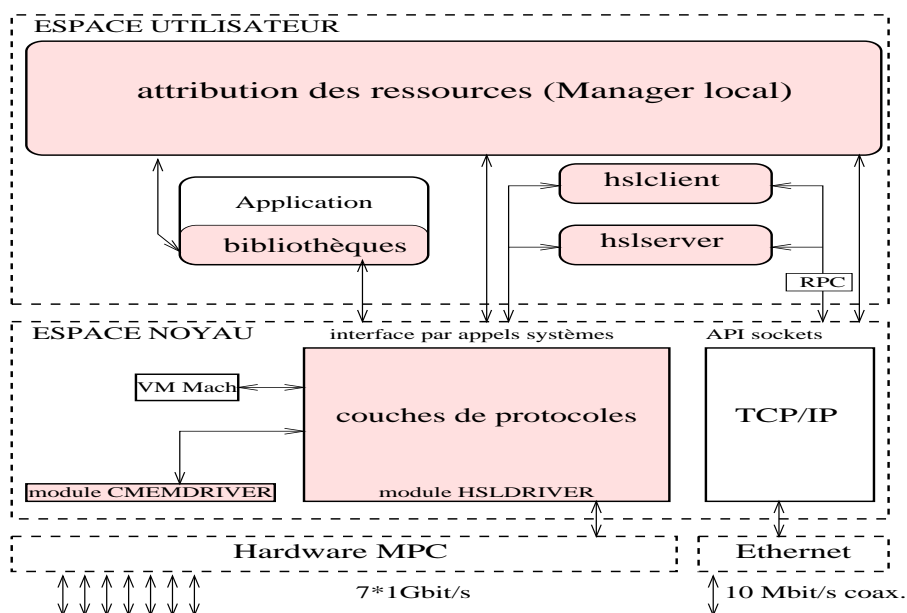 ESPACE UTILISATEUR
attribution des ressources (Manager local)
hslclient
Application
bibliothèques
hslserver
RPC
ESPACE NOYAU
interface par appels systèmes
API sockets
VM Mach
couches de protocoles
TCP/IP
module CMEMDRIVER
module HSLDRIVER
Hardware MPC
Ethernet
7*1Gbit/s
10 Mbit/s coax.